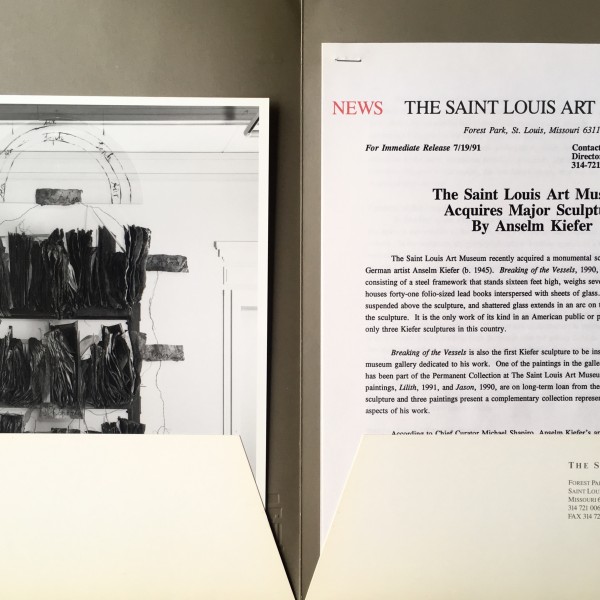 NEWS THE SAINT LOUIS ART
Forest Park, St. Louis, Missouri 6311
For Immediate Release 7/19/91 Contact
Director
314-721
The Saint Louis Art Mus
Acquires Major Sculptu
By Anselm Kiefer
The Saint Louis Art Museum recently acquired a monumental sc
German artist Anselm Kiefer (b. 1945). Breaking of the Vessels, 1990,
consisting of a steel framework that stands sixteen feet high, weighs seve
houses forty-one folio-sized lead books interspersed with sheets of glass.
suspended above the sculpture, and shattered glass extends in an arc on t
the sculpture. It is the only work of its kind in an American public or p
only three Kiefer sculptures in this country.
Breaking of the Vessels is also the first Kiefer sculpture to be ins
museum gallery dedicated to his work. One of the paintings in the galle
has been part of the Permanent Collection at The Saint Louis Art Museu
paintings, Lilith, 1991, and Jason, 1990, are on long-term loan from the
sculpture and three paintings present a complementary collection represen
aspects of his work.
According to Chief Curator Michael Shapiro, Anselm Kiefer's ar
THE S
FOREST PAR
SAINT LOUI
MISSOURI 6
314 721 006
FAX 314 72